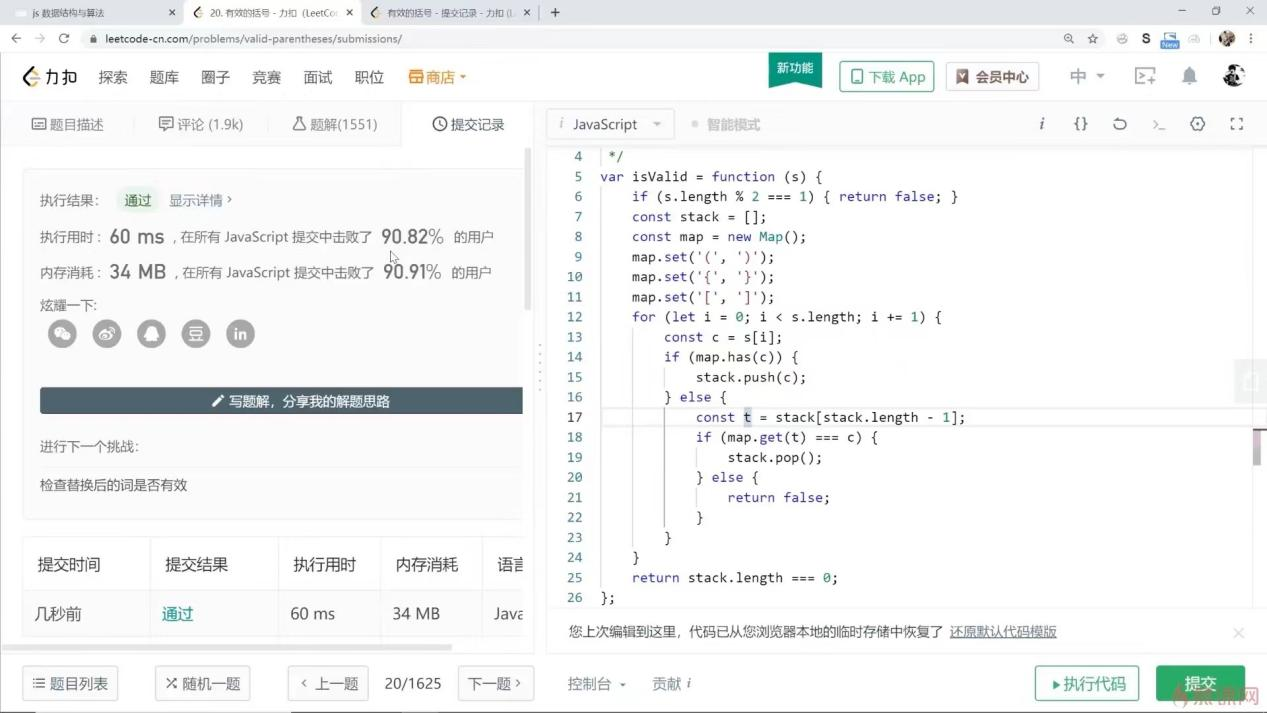 js 数据结构与算法
20. 有效的括号 - 力扣 (LeetCo
有效的括号 - 提交记录 - 力扣 (L
leetcode-cn.com/problems/valid-parentheses/submissions/
S
New
力扣 探索 题库 圈子 竞赛 面试 职位 商店
新功能
下载 App
会员中心
中
题目描述
评论 (1.9k)
题解(1551)
提交记录
i JavaScript
智能模式
执行结果: 通过 显示详情 >
执行用时 : 60 ms , 在所有 JavaScript 提交中击败了 90.82% 的用户
内存消耗 : 34 MB , 在所有 JavaScript 提交中击败了 90.91% 的用户
炫耀一下:
豆
in
写题解，分享我的解题思路
进行下一个挑战:
检查替换后的词是否有效
提交时间 提交结果 执行用时 内存消耗 语言
几秒前 通过 60 ms 34 MB Java
4 */
5 var isValid = function (s) {
6 if (s.length % 2 === 1) { return false; }
7 const stack = [];
8 const map = new Map();
9 map.set('(', ')');
10 map.set('{', '}');
11 map.set('[', ']');
12 for (let i = 0; i < s.length; i += 1) {
13 const c = s[i];
14 if (map.has(c)) {
15 stack.push(c);
16 } else {
17 const t = stack[stack.length - 1];
18 if (map.get(t) === c) {
19 stack.pop();
20 } else {
21 return false;
22 }
23 }
24 }
25 return stack.length === 0;
26 };
您上次编辑到这里，代码已从您浏览器本地的临时存储中恢复了 还原默认代码模版
题目列表
随机一题
< 上一题
20/1625
下一题 >
控制台
贡献 i
执行代码
提交
慕课网